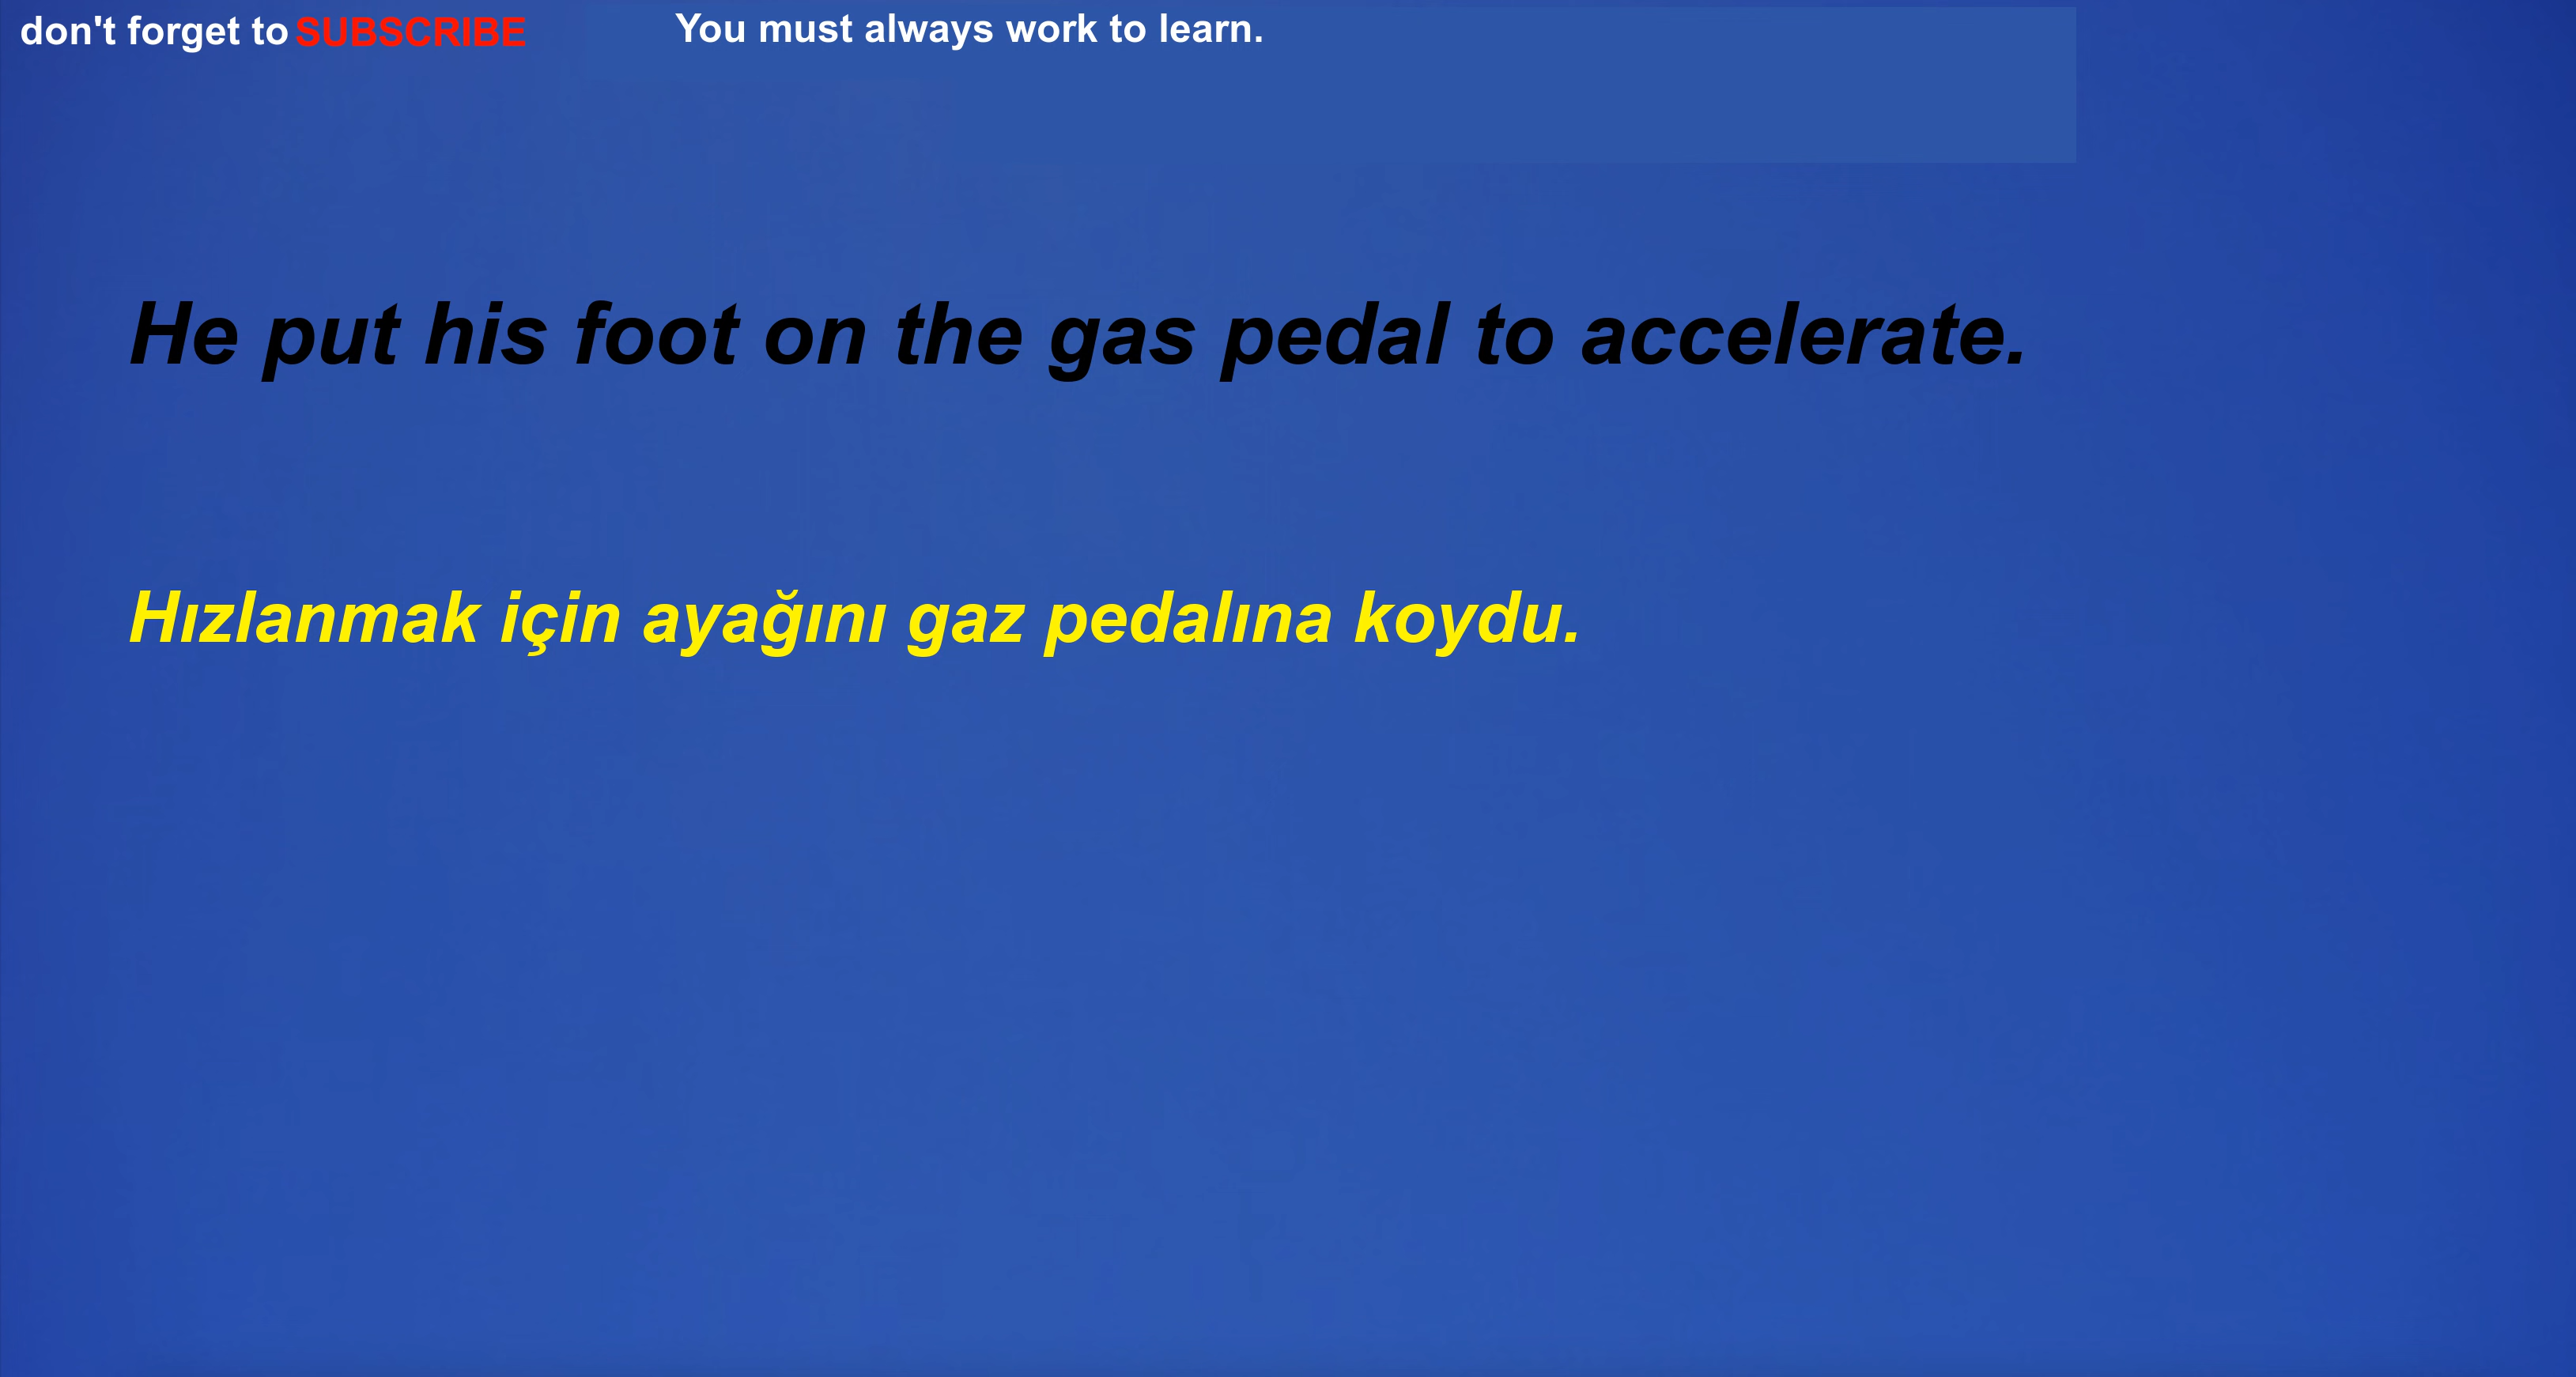 don't forget to SUBSCRIBE
You must always work to learn.
He put his foot on the gas pedal to accelerate.
Hızlanmak için ayağını gaz pedalına koydu.